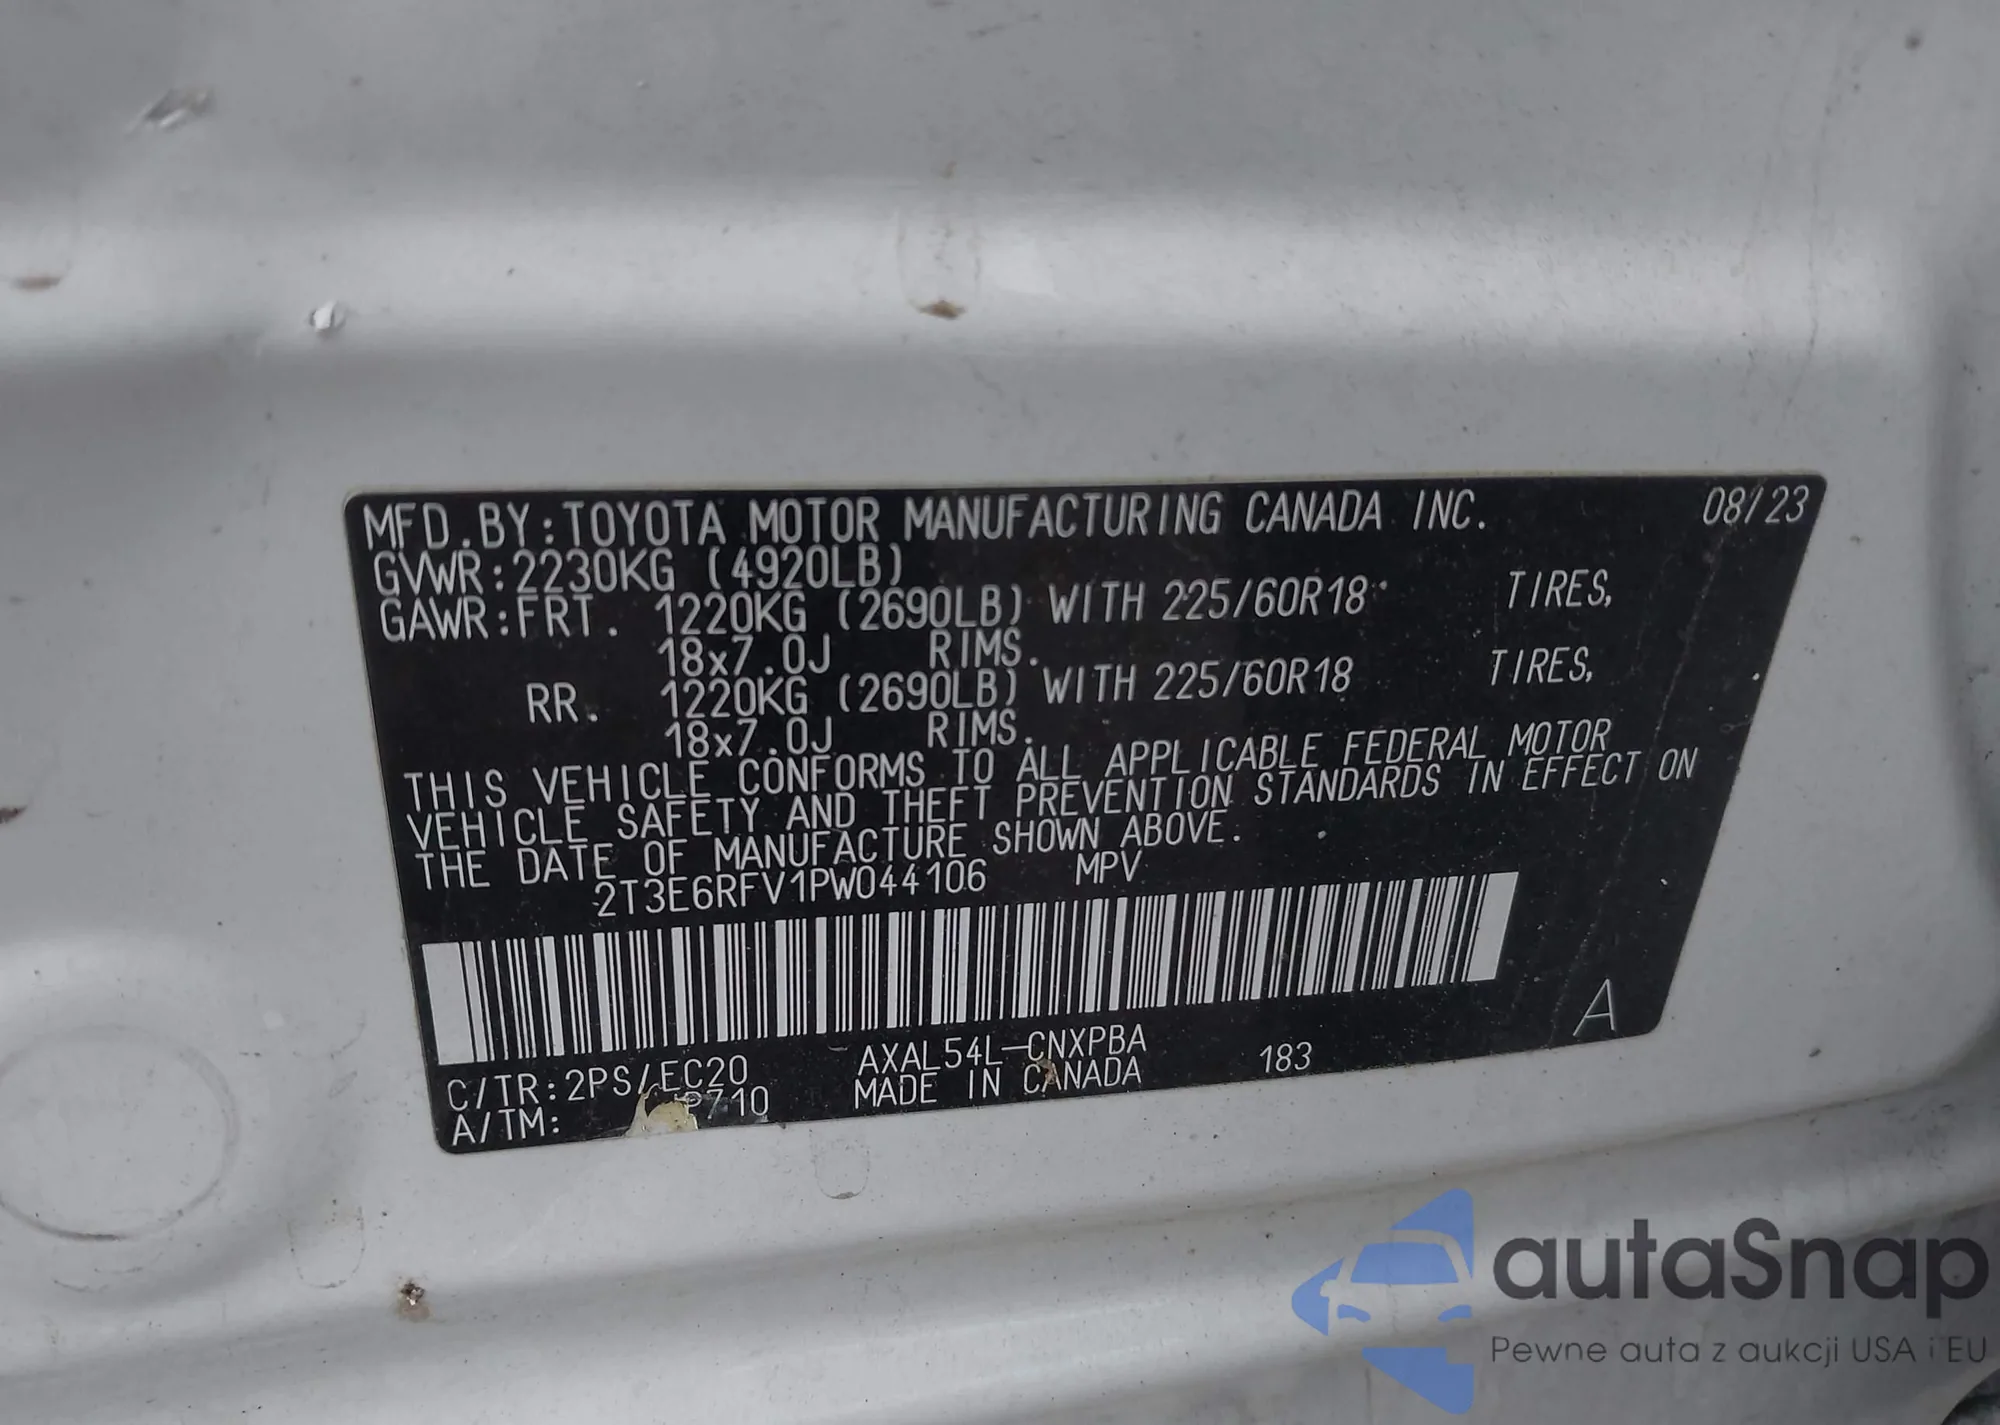 MFD.BY:TOYOTA MOTOR MANUFACTURING CANADA INC. 08/23
GVWR:2230KG (4920LB)
GAWR:FRT. 1220KG (2690LB) WITH 225/60R18 TIRES,
18x7.0J RIMS.
RR. 1220KG (2690LB) WITH 225/60R18 TIRES,
18x7.0J RIMS.
THIS VEHICLE CONFORMS TO ALL APPLICABLE FEDERAL MOTOR
VEHICLE SAFETY AND THEFT PREVENTION STANDARDS IN EFFECT ON
THE DATE OF MANUFACTURE SHOWN ABOVE.
2T3E6RFV1PW044106 MPV
A
C/TR:2PS/EC20 AXAL54L-CNXPBA 183
A/TM: MADE IN CANADA
autaSnap
Pewne auta z aukcji USA i EU